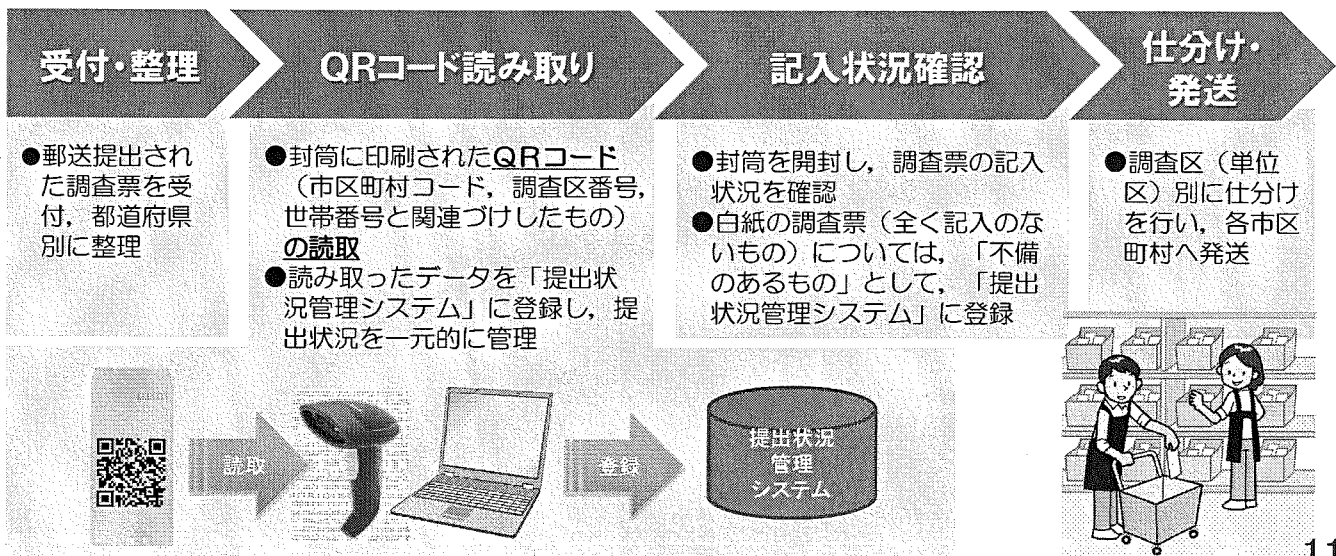 受付・整理
QRコード読み取り
記入状況確認
仕分け・
発送
●郵送提出され
た調査票を受
付，都道府県
別に整理
●封筒に印刷されたQRコード
（市区町村コード，調査区番号，
世帯番号と関連づけしたもの）
の読取
●読み取ったデータを「提出状
況管理システム」に登録し，提
出状況を一元的に管理
●封筒を開封し，調査票の記入
状況を確認
●白紙の調査票（全く記入のな
いもの）については，「不備
のあるもの」として，「提出
状況管理システム」に登録
●調査区（単位
区）別に仕分け
を行い，各市区
町村へ発送
読取
登録
提出状況
管理
システム
11